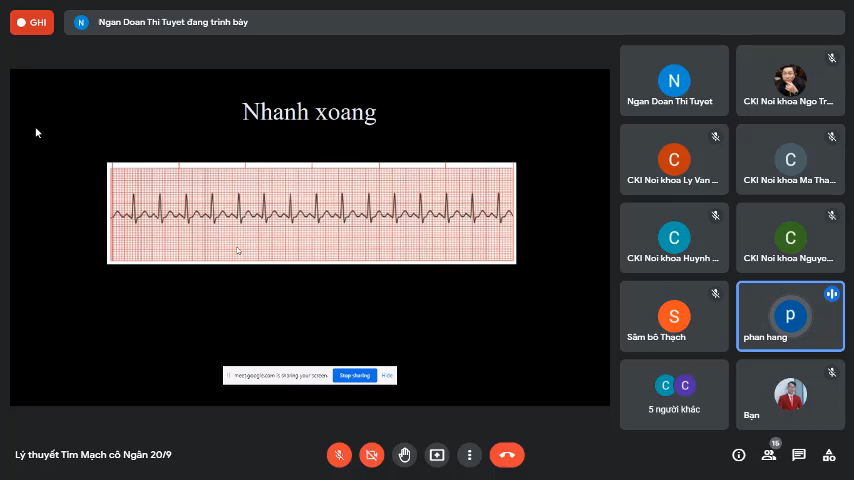 GHI
N
Ngan Doan Thi Tuyet đang trình bày
Nhanh xoang
meet.google.com is sharing your screen.
Stop sharing
Hide
N
Ngan Doan Thi Tuyet
CKI Noi khoa Ngo Tr...
C
CKI Noi khoa Ly Van ...
C
CKI Noi khoa Ma Tha...
C
CKI Noi khoa Huynh ...
C
CKI Noi khoa Nguye...
S
Sâm bô Thạch
p
phan hang
C C
5 người khác
Bạn
Lý thuyết Tim Mạch cô Ngân 20/9
15